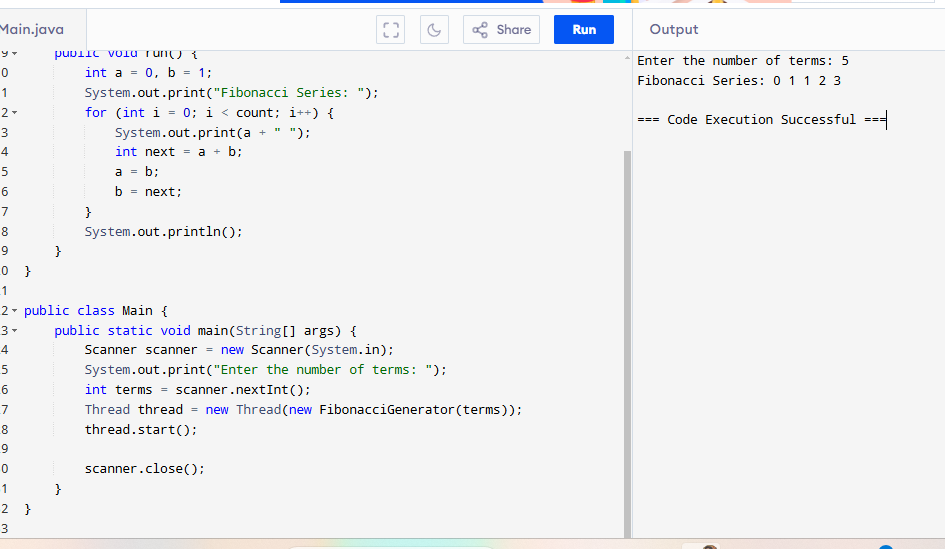 Main.java
Share
Run
Output
9 public void run() {
0 int a = 0, b = 1;
1 System.out.print("Fibonacci Series: ");
2 for (int i = 0; i < count; i++) {
3 System.out.print(a + " ");
4 int next = a + b;
5 a = b;
6 b = next;
7 }
8 System.out.println();
9 }
0 }
1
2 public class Main {
3 public static void main(String[] args) {
4 Scanner scanner = new Scanner(System.in);
5 System.out.print("Enter the number of terms: ");
6 int terms = scanner.nextInt();
7 Thread thread = new Thread(new FibonacciGenerator(terms));
8 thread.start();
9
0 scanner.close();
1 }
2 }
3
Enter the number of terms: 5
Fibonacci Series: 0 1 1 2 3
=== Code Execution Successful ===